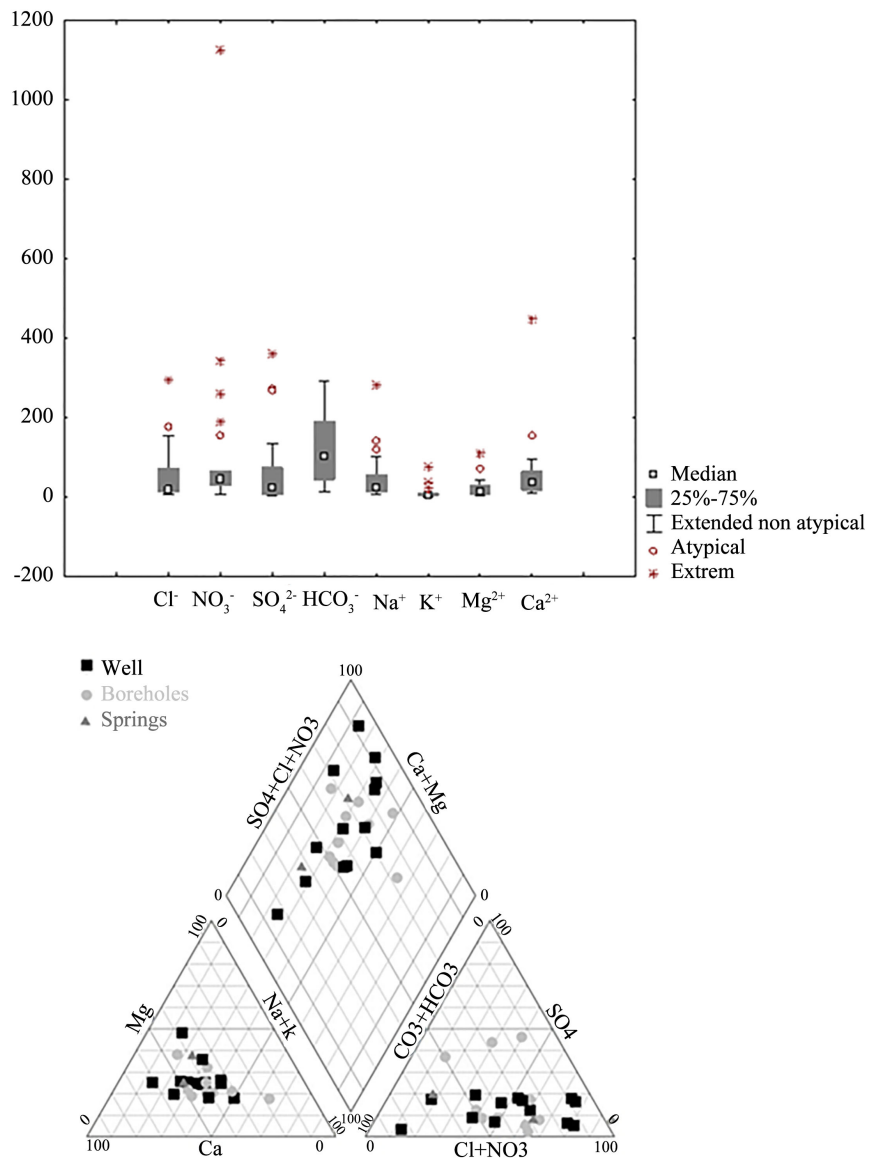 1200
1000
800
600
400
200
0
-200
Cl⁻ NO₃⁻ SO₄²⁻ HCO₃⁻ Na⁺ K⁺ Mg²⁺ Ca²⁺
Median
25%-75%
Extended non atypical
Atypical
Extrem
Well
Boreholes
Springs
100
SO4+Cl+NO3
Ca+Mg
0
0
100
0
0
100
Mg
Na+k
CO3+HCO3
SO4
0
100
100
0
100
Ca
0
0
Cl+NO3
100